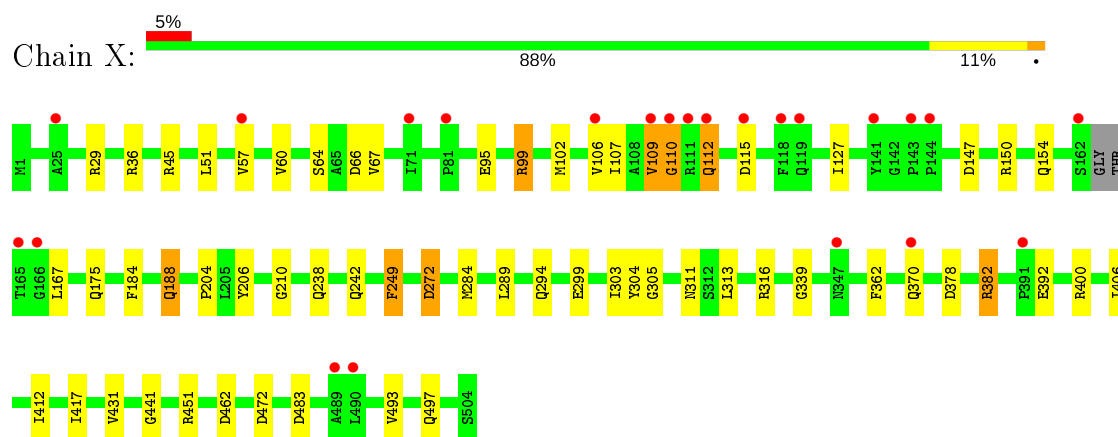 5%
Chain X:
88% 11% •
M1 A25 R29 R36 R45 L51 V57 V60 S64 A65 D66 V67 I71 P81 E95 R99 M102 V106 I107 A108 V109 G110 R111 Q112 D115 F118 Q119 I127 Y141 G142 P143 P144 D147 R150 Q154 S162 GLY THR
T165 G166 L167 Q175 F184 Q188 P204 L205 Y206 G210 Q238 Q242 F249 D272 M284 L289 Q294 E299 I303 Y304 G305 N311 S312 L313 R316 G339 N347 F362 Q370 D378 R382 P391 E392 R400 I406
I412 I417 V431 G441 R451 D462 D472 D483 A489 L490 V493 Q497 S504